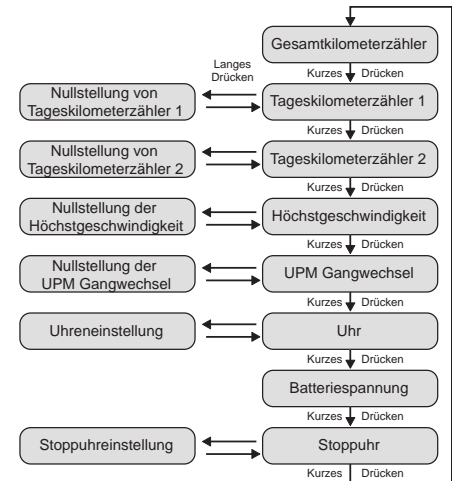 Gesamtkilometerzähler
Langes
Drücken
Kurzes Drücken
Nullstellung von
Tageskilometerzähler 1
Tageskilometerzähler 1
Kurzes Drücken
Nullstellung von
Tageskilometerzähler 2
Tageskilometerzähler 2
Kurzes Drücken
Nullstellung der
Höchstgeschwindigkeit
Höchstgeschwindigkeit
Kurzes Drücken
Nullstellung der
UPM Gangwechsel
UPM Gangwechsel
Kurzes Drücken
Uhreneinstellung
Uhr
Kurzes Drücken
Batteriespannung
Kurzes Drücken
Stoppuhreinstellung
Stoppuhr
Kurzes Drücken